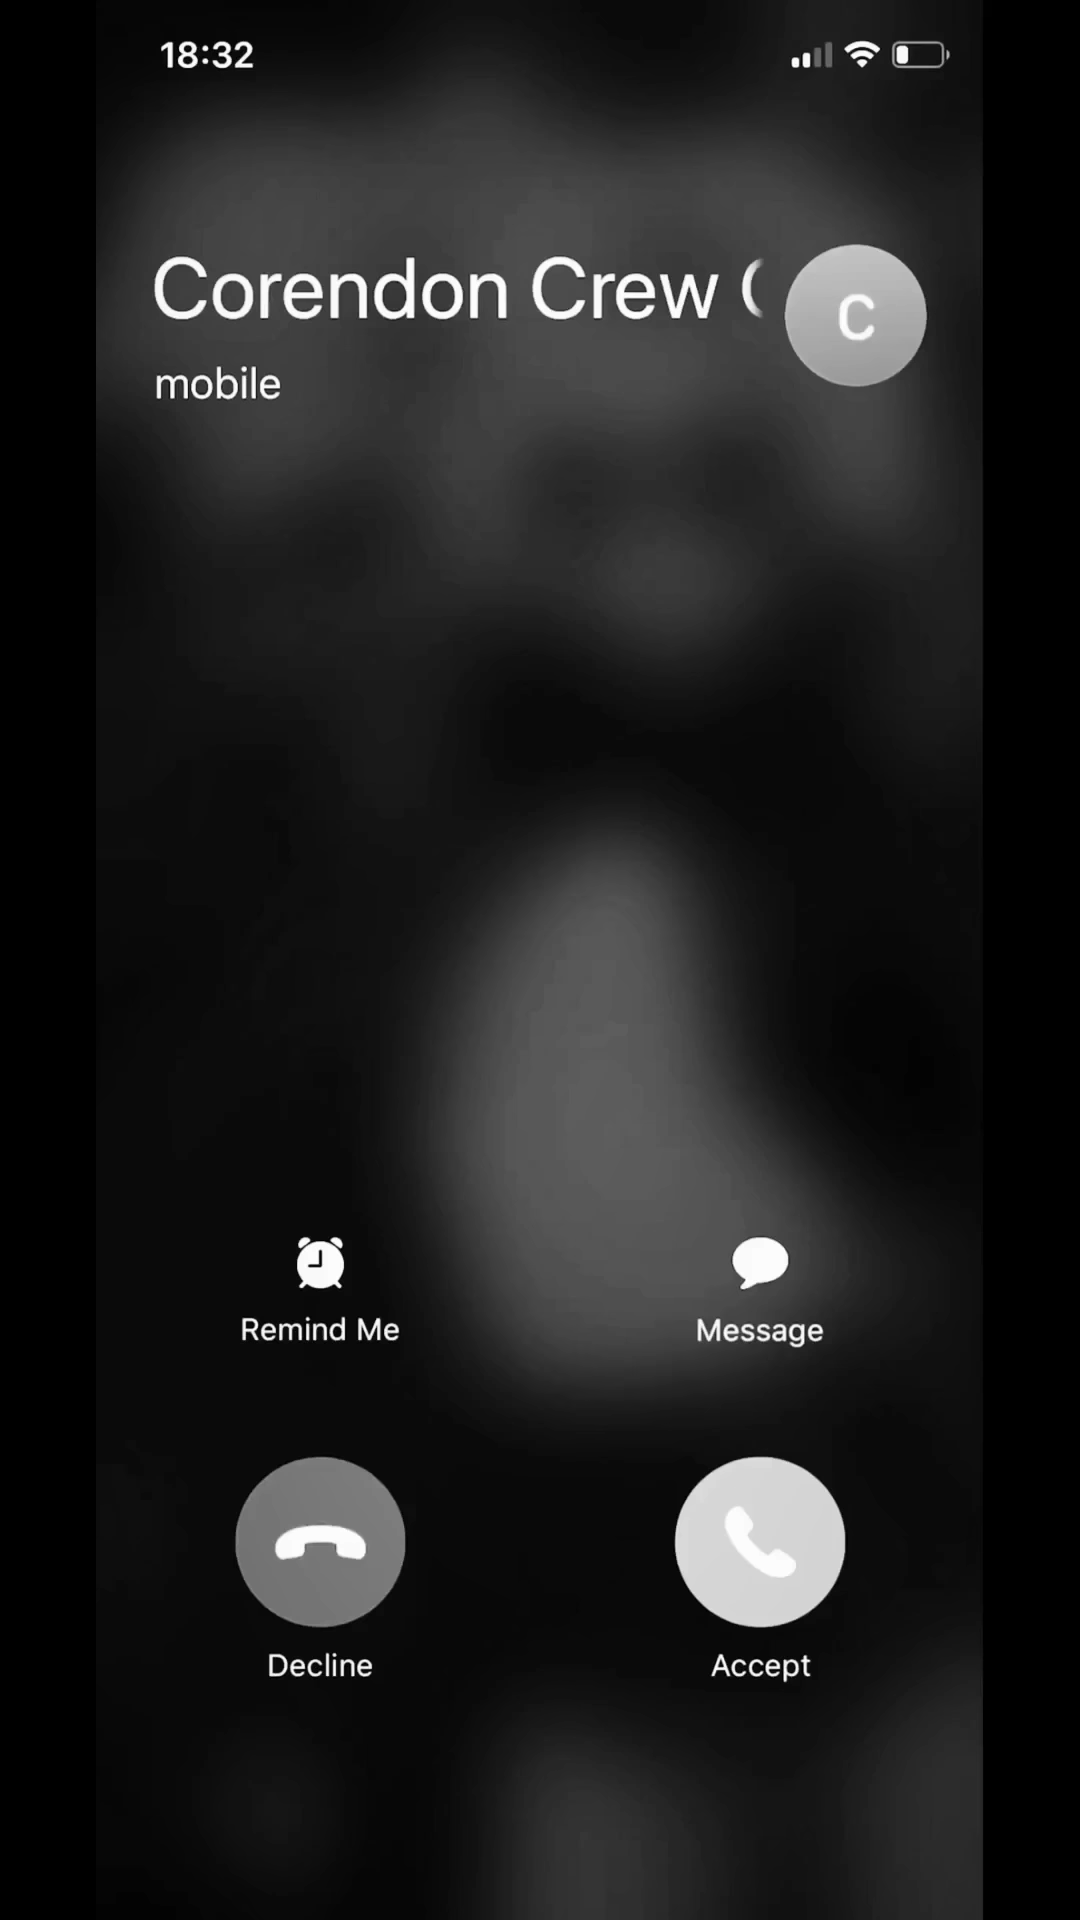 18:32
Corendon Crew
C
mobile
Remind Me
Message
Decline
Accept